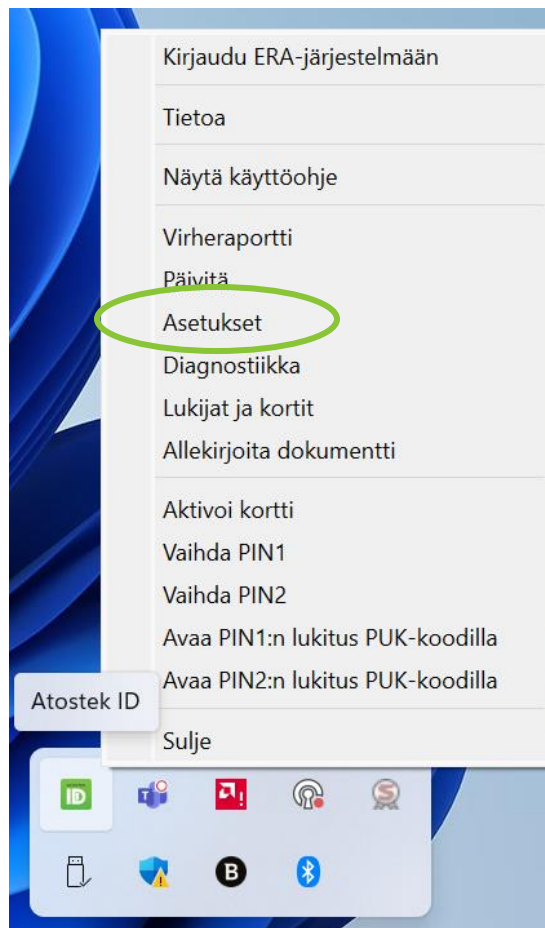 Kirjaudu ERA-järjestelmään
Tietoa
Näytä käyttöohje
Virheraportti
Päivitä
Asetukset
Diagnostiikka
Lukijat ja kortit
Allekirjoita dokumentti
Aktivoi kortti
Vaihda PIN1
Vaihda PIN2
Avaa PIN1:n lukitus PUK-koodilla
Avaa PIN2:n lukitus PUK-koodilla
Atostek ID
Sulje
ID
B